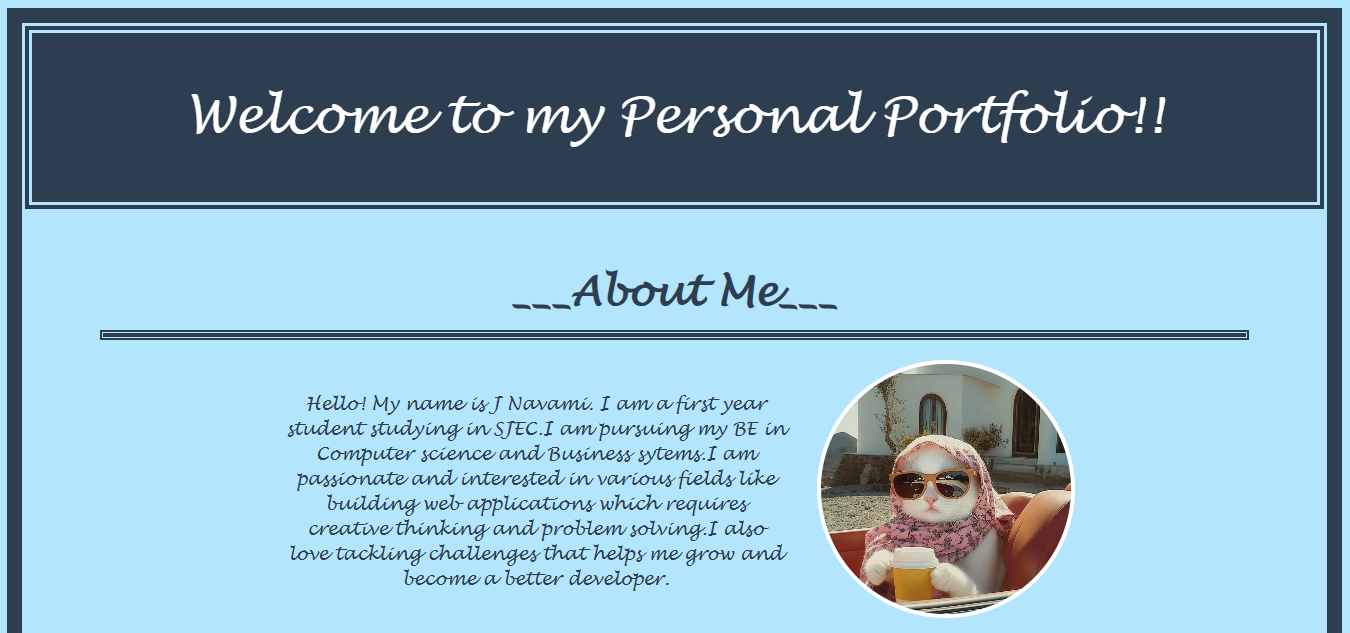 Welcome to my Personal Portfolio!!
___About Me___
Hello! My name is J Navami. I am a first year
student studying in SJEC.I am pursuing my BE in
Computer science and Business sytems.I am
passionate and interested in various fields like
building web applications which requires
creative thinking and problem solving.I also
love tackling challenges that helps me grow and
become a better developer.